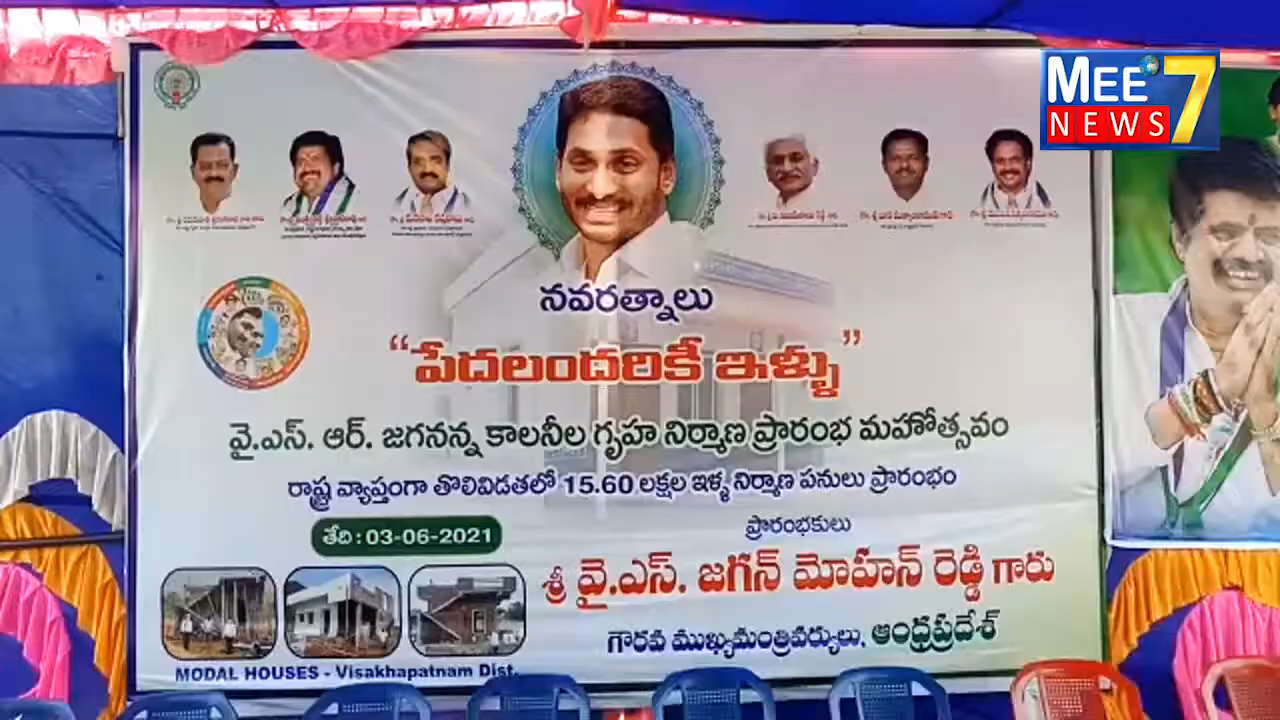 MEE 7
NEWS
నవరత్నాలు
“పేదలందరికీ ఇళ్ళు”
వై.ఎస్. ఆర్. జగనన్న కాలనీల గృహ నిర్మాణ ప్రారంభ మహోత్సవం
రాష్ట్ర వ్యాప్తంగా తొలివిడతలో 15.60 లక్షల ఇళ్ళ నిర్మాణ పనులు ప్రారంభం
తేది : 03-06-2021
ప్రారంభకులు
శ్రీ వై.ఎస్. జగన్ మోహన్ రెడ్డి గారు
గౌరవ ముఖ్యమంత్రివర్యులు, ఆంధ్రప్రదేశ్
MODAL HOUSES - Visakhapatnam Dist.